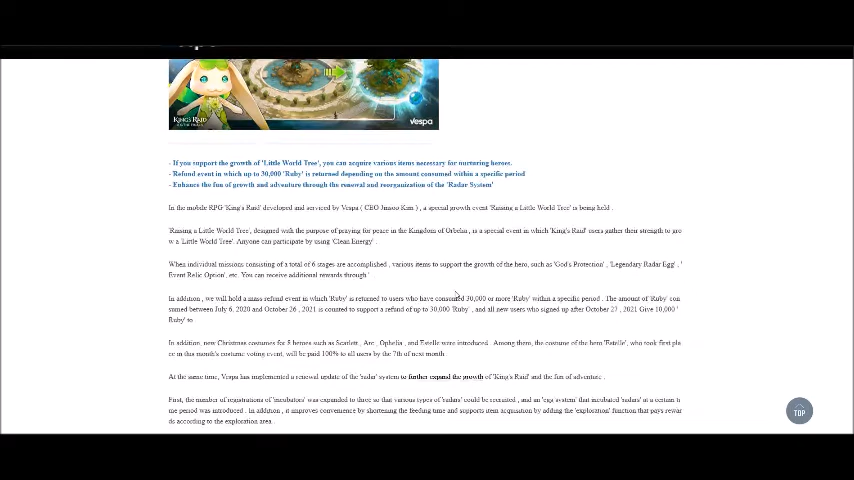 KING'S RAID
vespa
- If you support the growth of 'Little World Tree', you can acquire various items necessary for nurturing heroes.
- Refund event in which up to 30,000 'Ruby' is returned depending on the amount consumed within a specific period
- Enhance the fun of growth and adventure through the renewal and reorganization of the 'Radar System'
In the mobile RPG 'King's Raid' developed and serviced by Vespa ( CEO Jinsoo Kim ) , a special growth event 'Raising a Little World Tree' is being held .
'Raising a Little World Tree', designed with the purpose of praying for peace in the Kingdom of Orbelia , is a special event in which 'King's Raid' users gather their strength to gro
w a 'Little World Tree'. Anyone can participate by using 'Clean Energy' .
When individual missions consisting of a total of 6 stages are accomplished , various items to support the growth of the hero, such as 'God's Protection' , 'Legendary Radar Egg' , '
Event Relic Option', etc. You can receive additional rewards through '
In addition , we will hold a mass refund event in which 'Ruby' is returned to users who have consumed 30,000 or more 'Ruby' within a specific period . The amount of 'Ruby' con
sumed between July 6, 2020 and October 26 , 2021 is counted to support a refund of up to 30,000 'Ruby' , and all new users who signed up after October 27 , 2021 Give 10,000 '
Ruby' to
In addition, new Christmas costumes for 8 heroes such as Scarlett , Arc , Ophelia , and Estelle were introduced . Among them, the costume of the hero 'Estelle', who took first pla
ce in this month's costume voting event, will be paid 100% to all users by the 7th of next month .
At the same time, Vespa has implemented a renewal update of the 'radar' system to further expand the growth of 'King's Raid' and the fun of adventure .
First, the number of registrations of 'incubators' was expanded to three so that various types of 'radars' could be recruited , and an 'egg system' that incubated 'radars' at a certain ti
me period was introduced . In addition , it improves convenience by shortening the feeding time and supports item acquisition by adding the 'exploration' function that pays rewar
ds according to the exploration area .
TOP